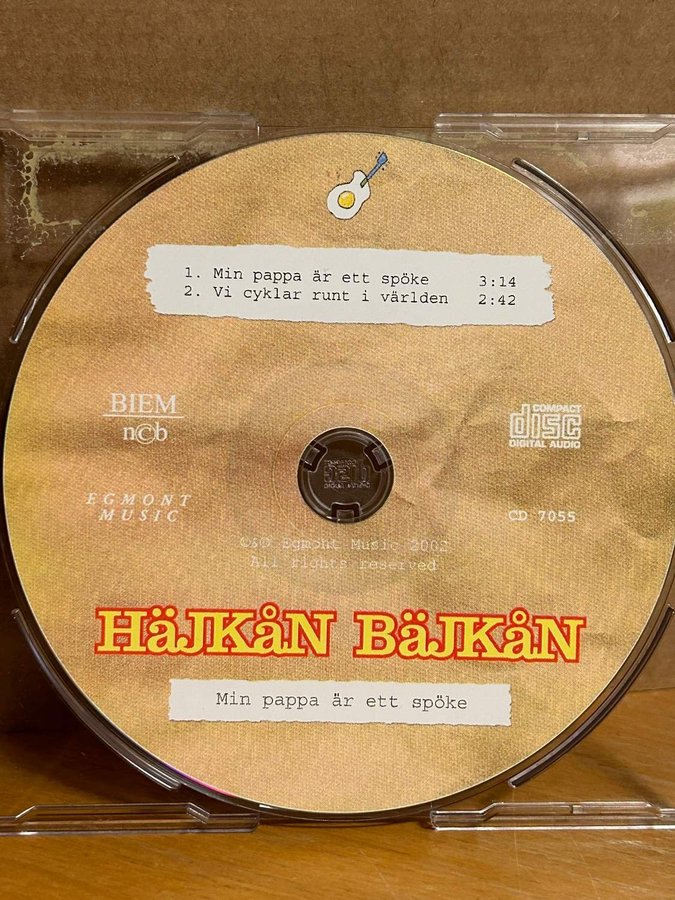 1. Min pappa är ett spöke 3:14
2. Vi cyklar runt i världen 2:42
BIEM
n©b
COMPACT
disc
DIGITAL AUDIO
EGMONT
MUSIC
CD 7055
Egmont Music 2002
All rights reserved
HäJKåN BäJKåN
Min pappa är ett spöke